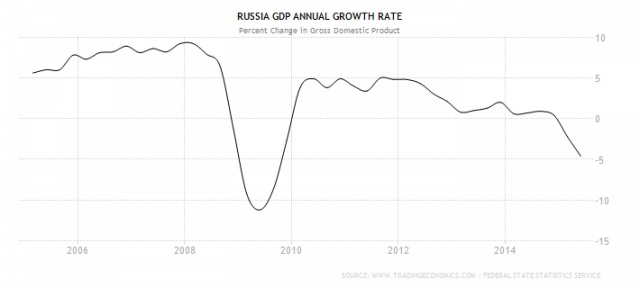 RUSSIA GDP ANNUAL GROWTH RATE
Percent Change in Gross Domestic Product
10
5
0
-5
-10
-15
2006 2008 2010 2012 2014
SOURCE: WWW.TRADINGECONOMICS.COM - FEDERAL STATE STATISTICS SERVICE